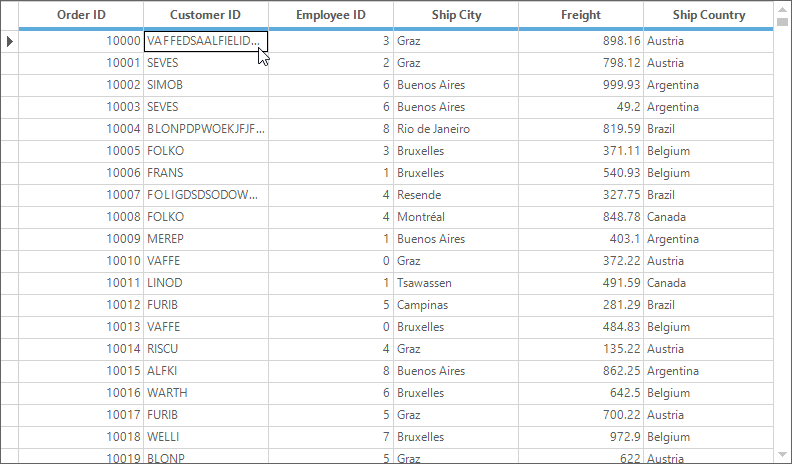 Order ID Customer ID Employee ID Ship City Freight Ship Country
10000 VAFFEDSAALFIELID... 3 Graz 898.16 Austria
10001 SEVES 2 Graz 798.12 Austria
10002 SIMOB 6 Buenos Aires 999.93 Argentina
10003 SEVES 6 Buenos Aires 49.2 Argentina
10004 BLONPDPWOEKJFJF... 8 Rio de Janeiro 819.59 Brazil
10005 FOLKO 3 Bruxelles 371.11 Belgium
10006 FRANS 1 Bruxelles 540.93 Belgium
10007 FOLIGDSDSODOW... 4 Resende 327.75 Brazil
10008 FOLKO 4 Montréal 848.78 Canada
10009 MEREP 1 Buenos Aires 403.1 Argentina
10010 VAFFE 0 Graz 372.22 Austria
10011 LINOD 1 Tsawassen 491.59 Canada
10012 FURIB 5 Campinas 281.29 Brazil
10013 VAFFE 0 Bruxelles 484.83 Belgium
10014 RISCU 4 Graz 135.22 Austria
10015 ALFKI 8 Buenos Aires 862.25 Argentina
10016 WARTH 6 Bruxelles 642.5 Belgium
10017 FURIB 5 Graz 700.22 Austria
10018 WELLI 7 Bruxelles 972.9 Belgium
10019 BLONP 5 Graz 622 Austria